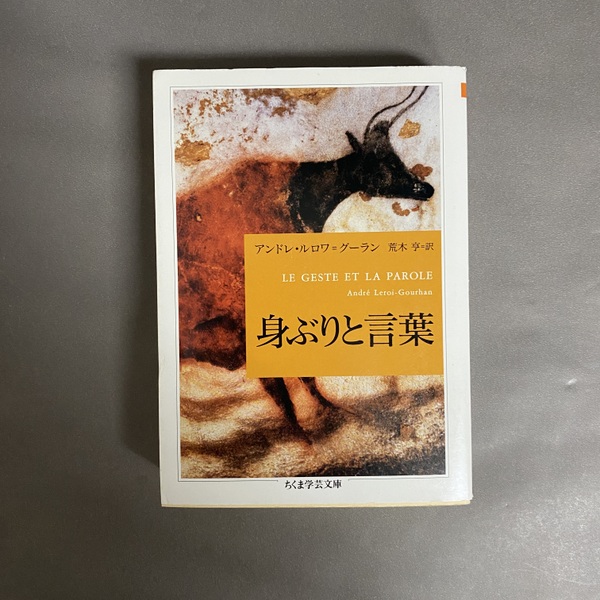 アンドレ・ルロワ=グーラン 荒木 亨=訳
LE GESTE ET LA PAROLE
André Leroi-Gourhan
身ぶりと言葉
ちくま学芸文庫